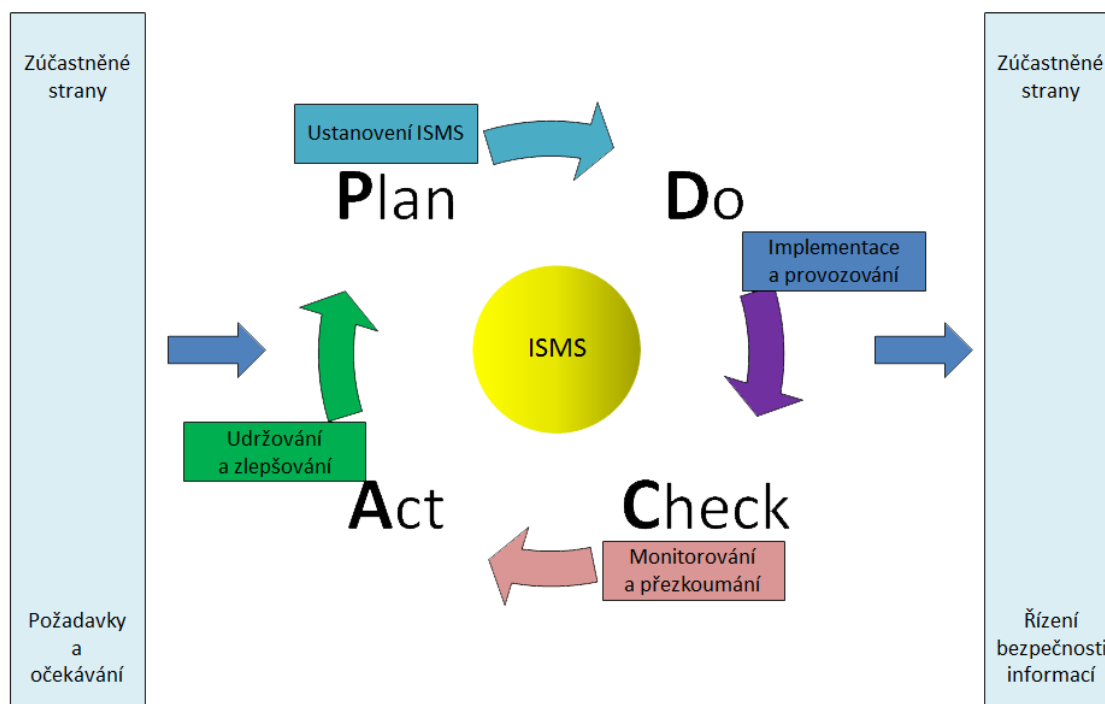 Zúčastněné
strany
Požadavky
a
očekávání
Ustanovení ISMS
Plan
Do
Implementace
a provozování
ISMS
Udržování
a zlepšování
Act
Check
Monitorování
a přezkoumání
Zúčastněné
strany
Řízení
bezpečnosti
informací